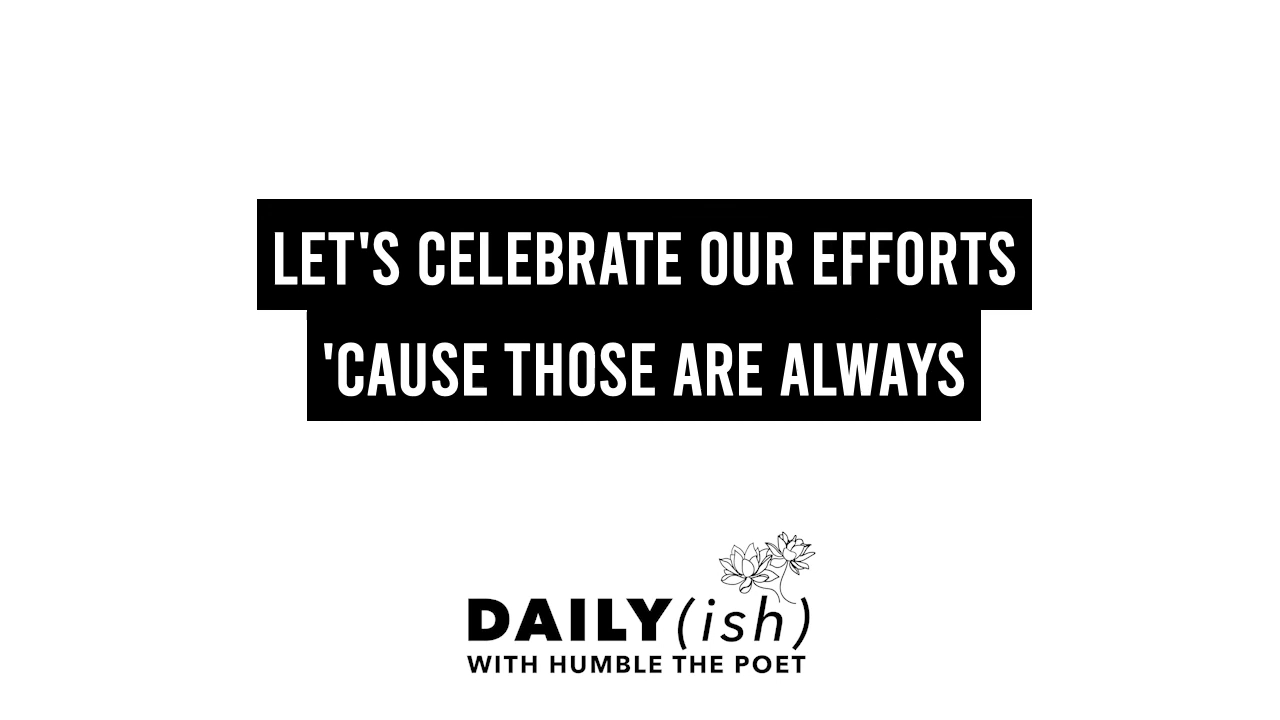 LET'S CELEBRATE OUR EFFORTS
'CAUSE THOSE ARE ALWAYS
DAILY(ish)
WITH HUMBLE THE POET